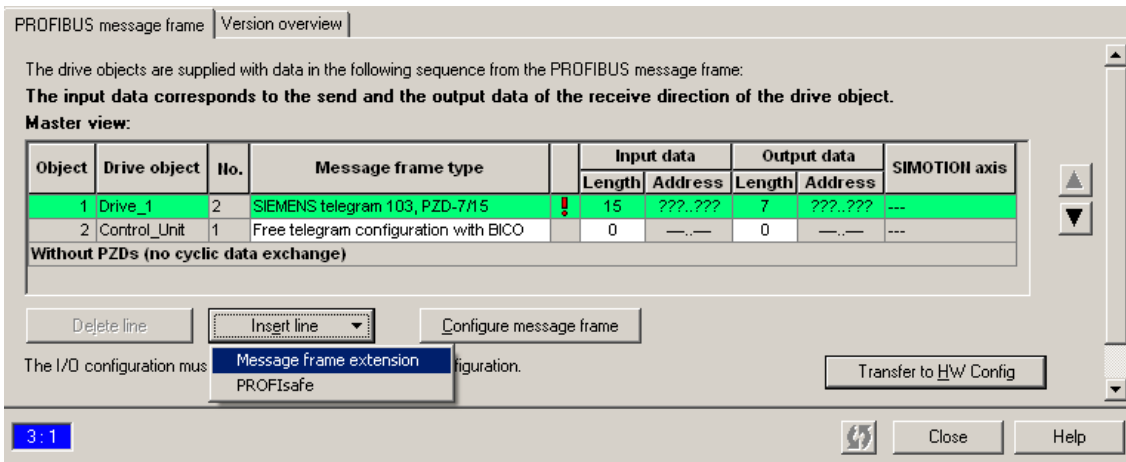 PROFIBUS message frame Version overview
The drive objects are supplied with data in the following sequence from the PROFIBUS message frame:
The input data corresponds to the send and the output data of the receive direction of the drive object.
Master view:
Object Drive object No. Message frame type Input data Output data SIMOTION axis
Length Address Length Address
1 Drive_1 2 SIEMENS telegram 103, PZD-7/15 ! 15 ???..??? 7 ???..??? ---
2 Control_Unit 1 Free telegram configuration with BICO 0 —..— 0 —..— ---
Without PZDs (no cyclic data exchange)
Delete line Insert line Configure message frame
Message frame extension
The I/O configuration mus figuration. Transfer to HW Config
PROFIsafe
3 : 1 Close Help